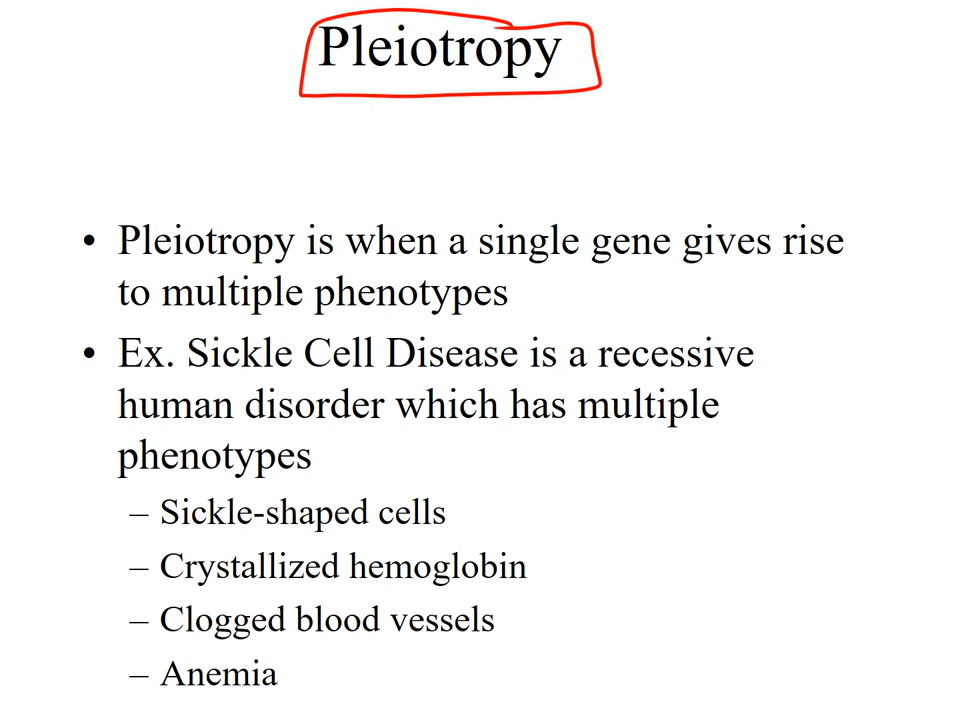 Pleiotropy
• Pleiotropy is when a single gene gives rise
to multiple phenotypes
• Ex. Sickle Cell Disease is a recessive
human disorder which has multiple
phenotypes
– Sickle-shaped cells
– Crystallized hemoglobin
– Clogged blood vessels
– Anemia